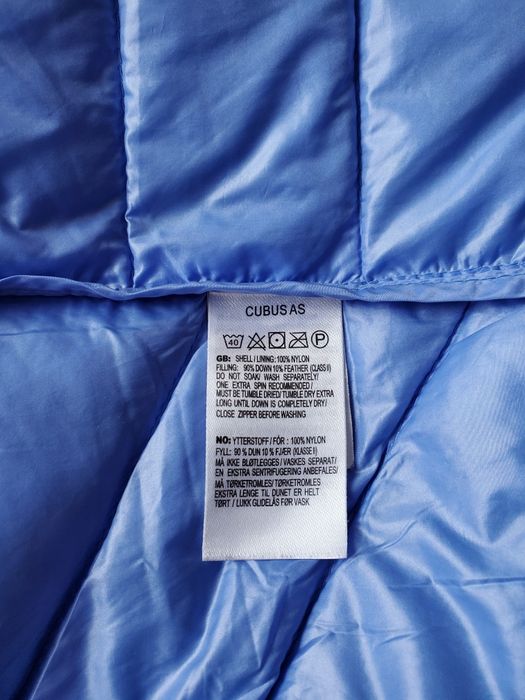 CUBUS AS
40 P
GB: SHELL / LINING: 100% NYLON
FILLING: 90% DOWN 10% FEATHER (CLASS II)
DO NOT SOAK/ WASH SEPARATELY/
ONE EXTRA SPIN RECOMMENDED /
MUST BE TUMBLE DRIED/ TUMBLE DRY EXTRA
LONG UNTIL DOWN IS COMPLETELY DRY/
CLOSE ZIPPER BEFORE WASHING
NO: YTTERSTOFF / FÔR : 100% NYLON
FYLL: 90 % DUN 10 % FJÆR (KLASSE II)
MÅ IKKE BLØTLEGGES / VASKES SEPARAT/
EN EKSTRA SENTRIFUGERING ANBEFALES/
MÅ TØRKETROMLES/ TØRKETROMLES
EKSTRA LENGE TIL DUNET ER HELT
TØRT / LUKK GLIDELÅS FØR VASK